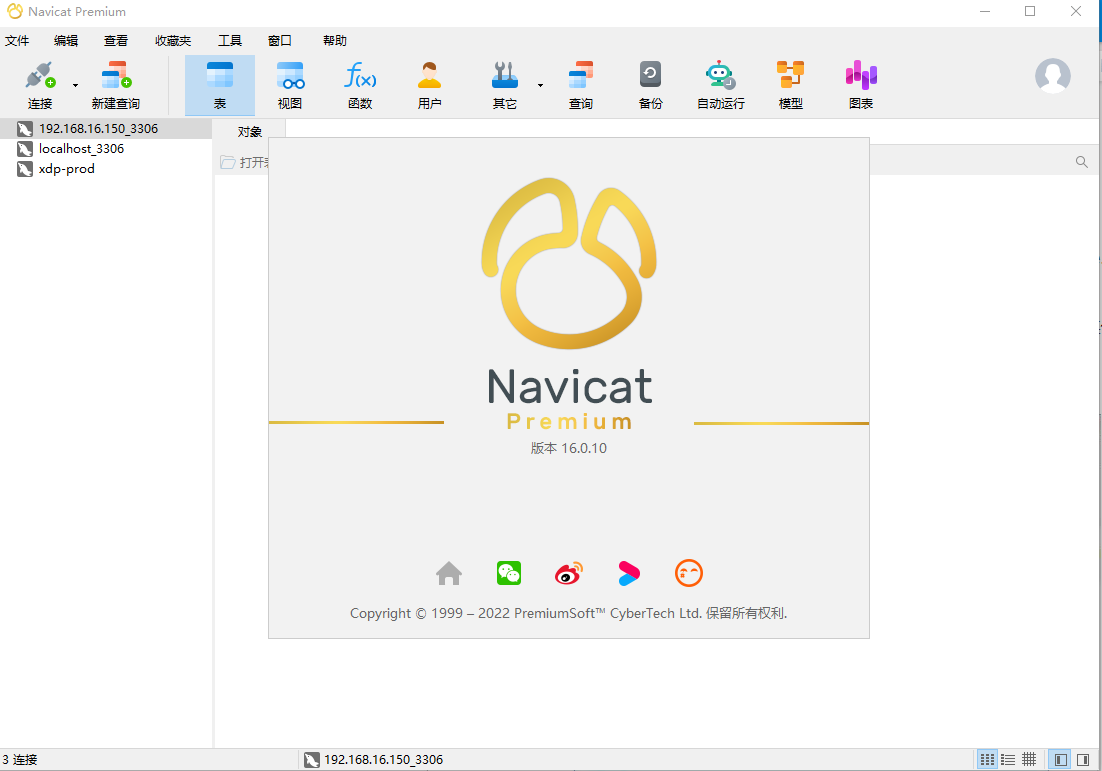 Navicat Premium
文件 编辑 查看 收藏夹 工具 窗口 帮助
连接 新建查询 表 视图 函数 用户 其它 查询 备份 自动运行 模型 图表
192.168.16.150_3306
localhost_3306
xdp-prod
对象
打开
Navicat
Premium
版本 16.0.10
Copyright © 1999 – 2022 PremiumSoft™ CyberTech Ltd. 保留所有权利.
3 连接 192.168.16.150_3306